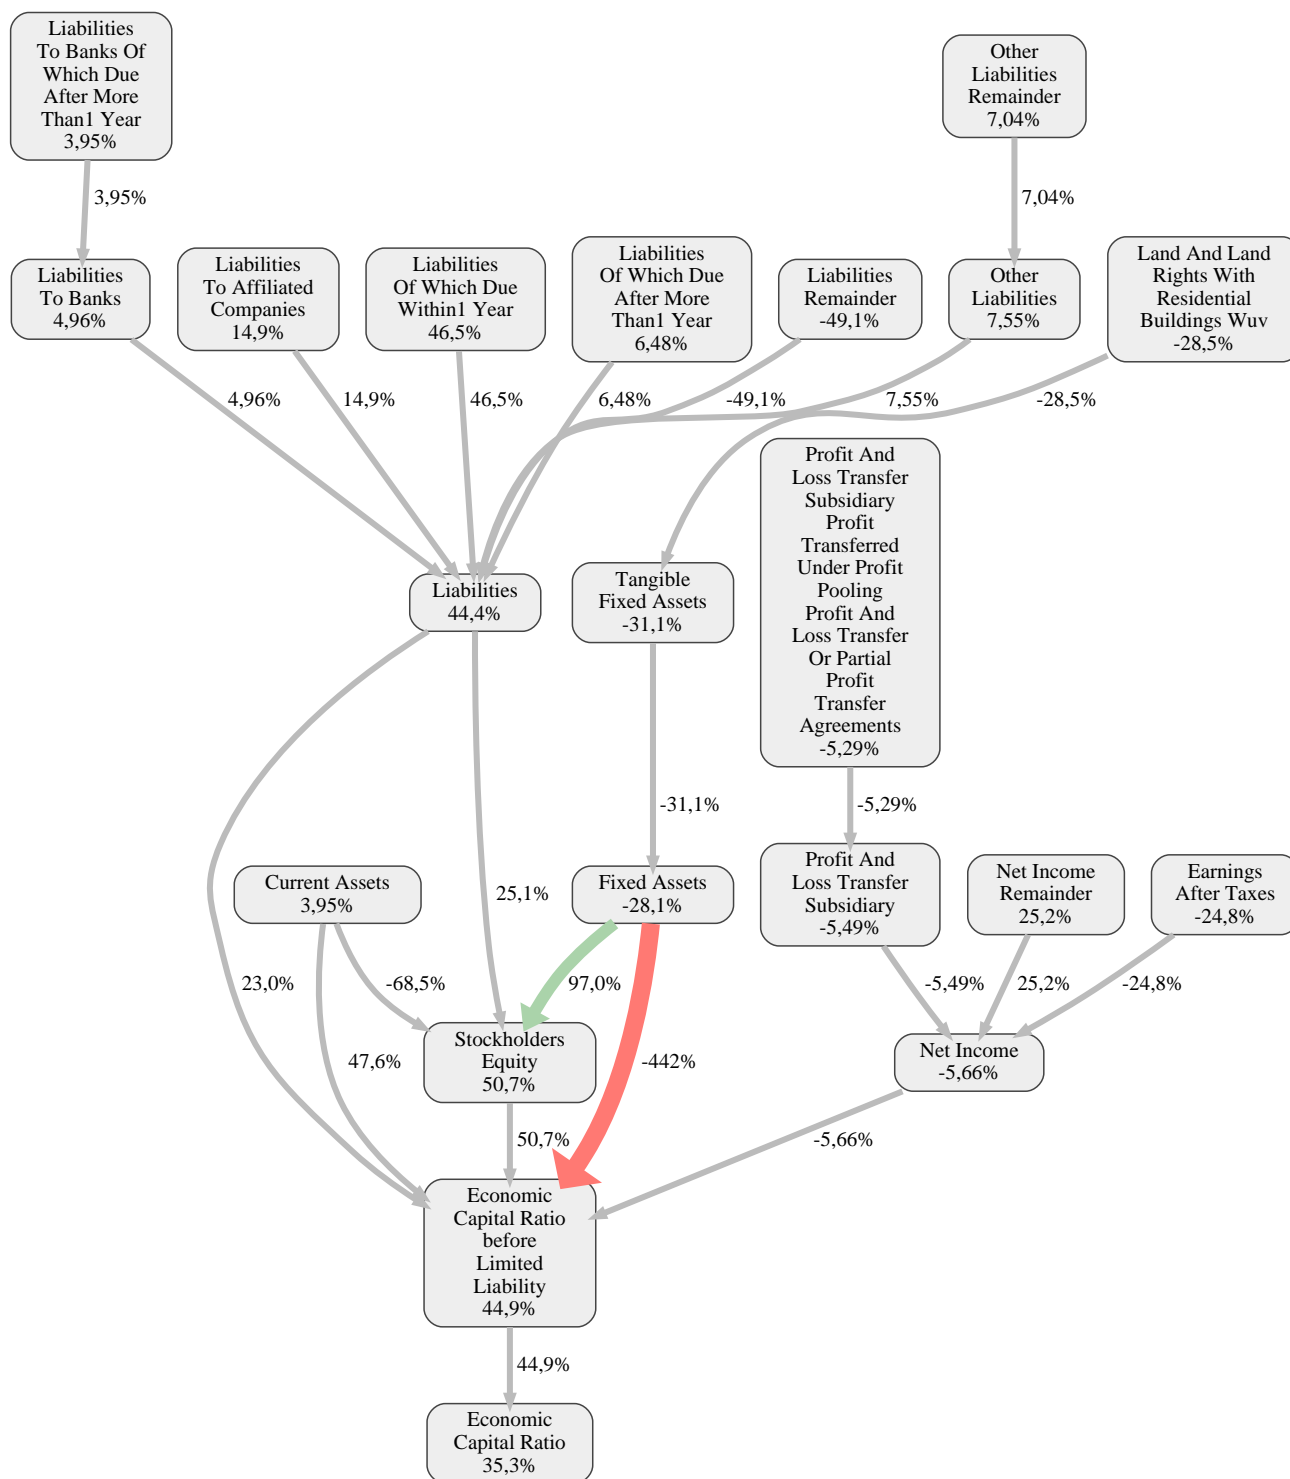 Liabilities
To Banks Of
Which Due
After More
Than1 Year
3,95%
Other
Liabilities
Remainder
7,04%
3,95%
7,04%
Liabilities
To Banks
4,96%
Liabilities
To Affiliated
Companies
14,9%
Liabilities
Of Which Due
Within1 Year
46,5%
Liabilities
Of Which Due
After More
Than1 Year
6,48%
Liabilities
Remainder
-49,1%
Other
Liabilities
7,55%
Land And Land
Rights With
Residential
Buildings Wuv
-28,5%
4,96%
14,9%
46,5%
6,48%
-49,1%
7,55%
-28,5%
Profit And
Loss Transfer
Subsidiary
Profit
Transferred
Under Profit
Pooling
Profit And
Loss Transfer
Or Partial
Profit
Transfer
Agreements
-5,29%
Liabilities
44,4%
Tangible
Fixed Assets
-31,1%
-31,1%
-5,29%
Current Assets
3,95%
25,1%
Fixed Assets
-28,1%
Profit And
Loss Transfer
Subsidiary
-5,49%
Net Income
Remainder
25,2%
Earnings
After Taxes
-24,8%
23,0%
-68,5%
97,0%
-5,49%
25,2%
-24,8%
47,6%
Stockholders
Equity
50,7%
-442%
Net Income
-5,66%
50,7%
-5,66%
Economic
Capital Ratio
before
Limited
Liability
44,9%
44,9%
Economic
Capital Ratio
35,3%